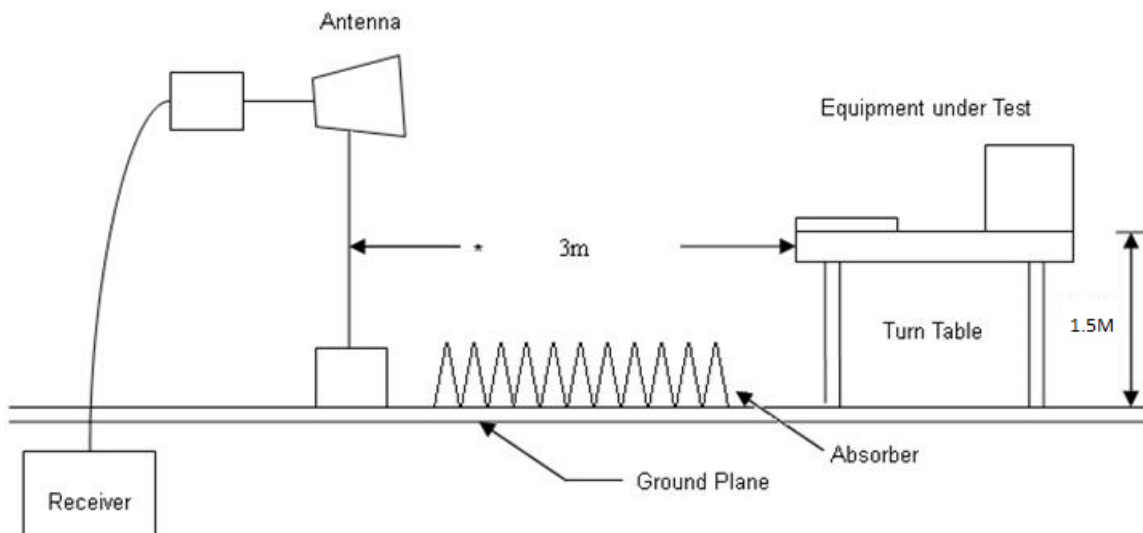 Antenna
Equipment under Test
* 3m
Turn Table
1.5M
Absorber
Ground Plane
Receiver